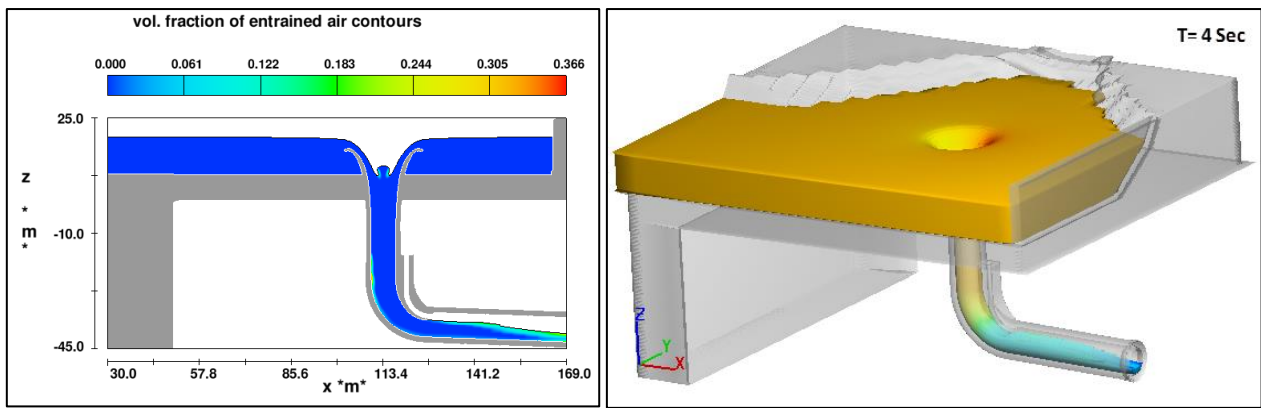 vol. fraction of entrained air contours
0.000 0.061 0.122 0.183 0.244 0.305 0.366
25.0
z
*
m
*
-10.0
-45.0
30.0 57.8 85.6 113.4 141.2 169.0
x *m*
T= 4 Sec
Z
Y
X